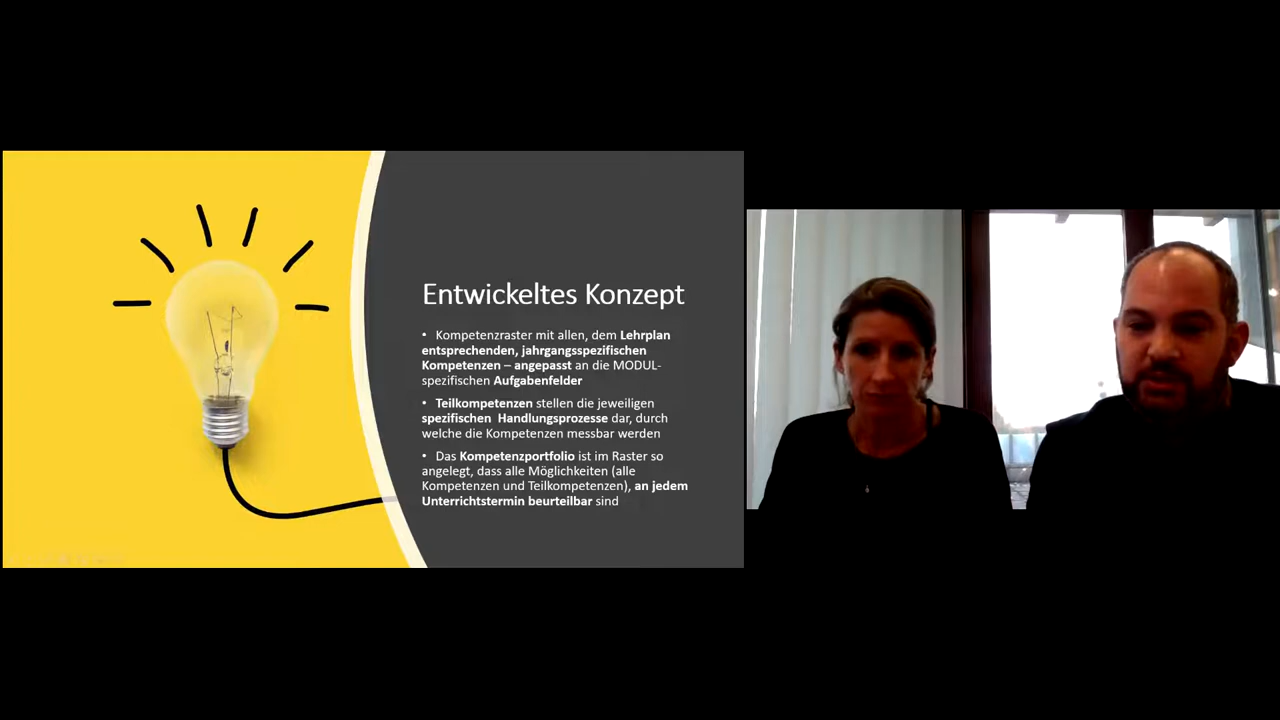 Entwickeltes Konzept
• Kompetenzraster mit allen, dem Lehrplan
entsprechenden, jahrgangsspezifischen
Kompetenzen – angepasst an die MODUL-
spezifischen Aufgabenfelder
• Teilkompetenzen stellen die jeweiligen
spezifischen Handlungsprozesse dar, durch
welche die Kompetenzen messbar werden
• Das Kompetenzportfolio ist im Raster so
angelegt, dass alle Möglichkeiten (alle
Kompetenzen und Teilkompetenzen), an jedem
Unterrichtstermin beurteilbar sind